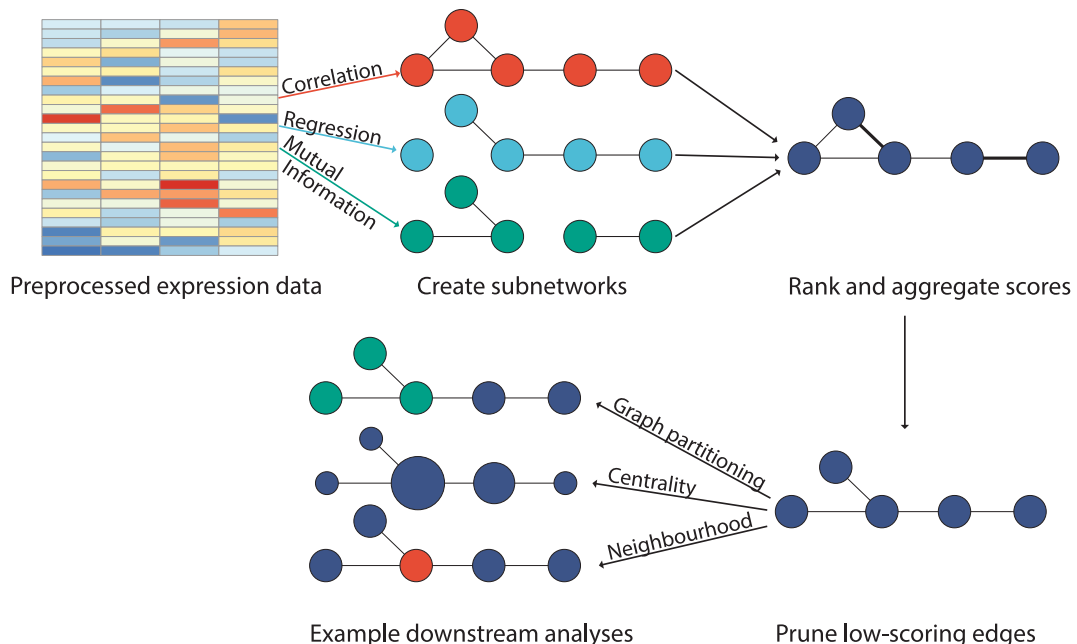 Correlation
Regression
Mutual
Information
Preprocessed expression data
Create subnetworks
Rank and aggregate scores
Graph partitioning
Centrality
Neighbourhood
Example downstream analyses
Prune low-scoring edges